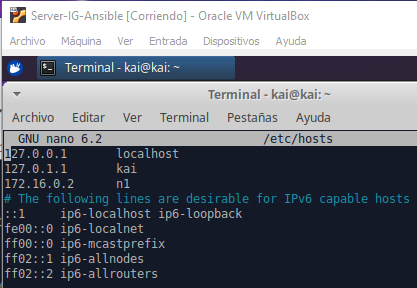 Server-IG-Ansible [Corriendo] - Oracle VM VirtualBox
Archivo Máquina Ver Entrada Dispositivos Ayuda
Terminal - kai@kai: ~
Terminal - kai@kai: ~
Archivo Editar Ver Terminal Pestañas Ayuda
GNU nano 6.2 /etc/hosts
127.0.0.1 localhost
127.0.1.1 kai
172.16.0.2 n1
# The following lines are desirable for IPv6 capable hosts
::1 ip6-localhost ip6-loopback
fe00::0 ip6-localnet
ff00::0 ip6-mcastprefix
ff02::1 ip6-allnodes
ff02::2 ip6-allrouters